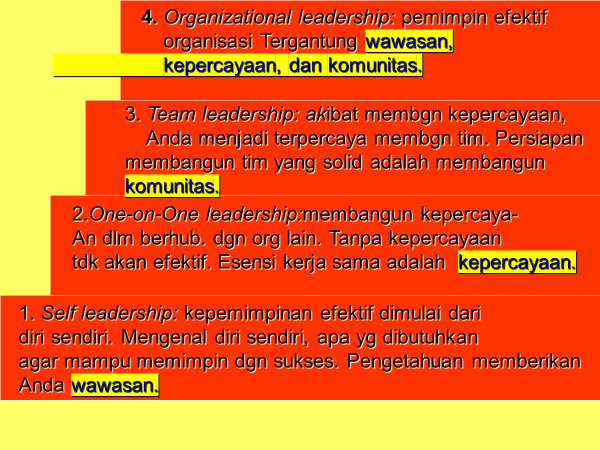 4. Organizational leadership: pemimpin efektif
organisasi Tergantung wawasan,
kepercayaan, dan komunitas.
3. Team leadership: akibat membgn kepercayaan,
Anda menjadi terpercaya membgn tim. Persiapan
membangun tim yang solid adalah membangun
komunitas.
2.One-on-One leadership:membangun kepercaya-
An dlm berhub. dgn org lain. Tanpa kepercayaan
tdk akan efektif. Esensi kerja sama adalah kepercayaan.
1. Self leadership: kepemimpinan efektif dimulai dari
diri sendiri. Mengenal diri sendiri, apa yg dibutuhkan
agar mampu memimpin dgn sukses. Pengetahuan memberikan
Anda wawasan.